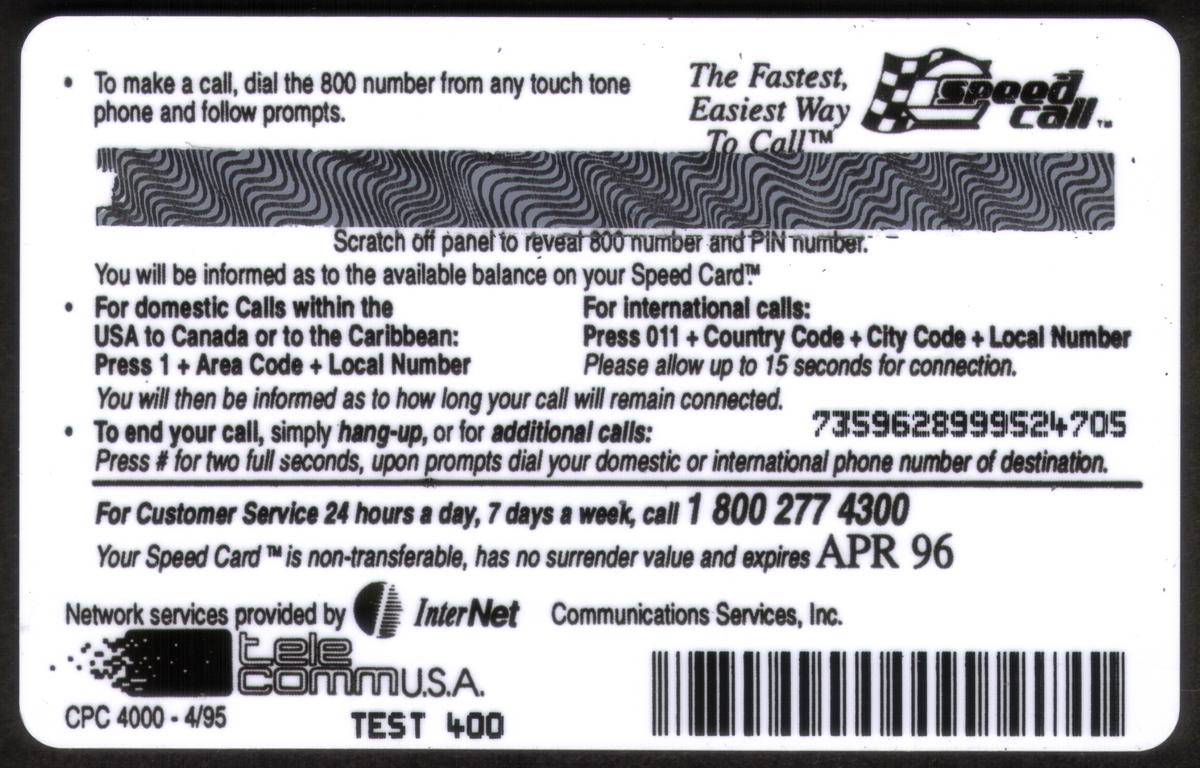 • To make a call, dial the 800 number from any touch tone
phone and follow prompts.
The Fastest,
Easiest Way
To Call™
speed
call™
Scratch off panel to reveal 800 number and PIN number.
You will be informed as to the available balance on your Speed Card™.
• For domestic Calls within the
USA to Canada or to the Caribbean:
Press 1 + Area Code + Local Number
For international calls:
Press 011 + Country Code + City Code + Local Number
Please allow up to 15 seconds for connection.
You will then be informed as to how long your call will remain connected.
7359628999524705
• To end your call, simply hang-up, or for additional calls:
Press # for two full seconds, upon prompts dial your domestic or international phone number of destination.
For Customer Service 24 hours a day, 7 days a week, call 1 800 277 4300
Your Speed Card™ is non-transferable, has no surrender value and expires APR 96
Network services provided by InterNet Communications Services, Inc.
tele
commU.S.A.
CPC 4000 - 4/95
TEST 400